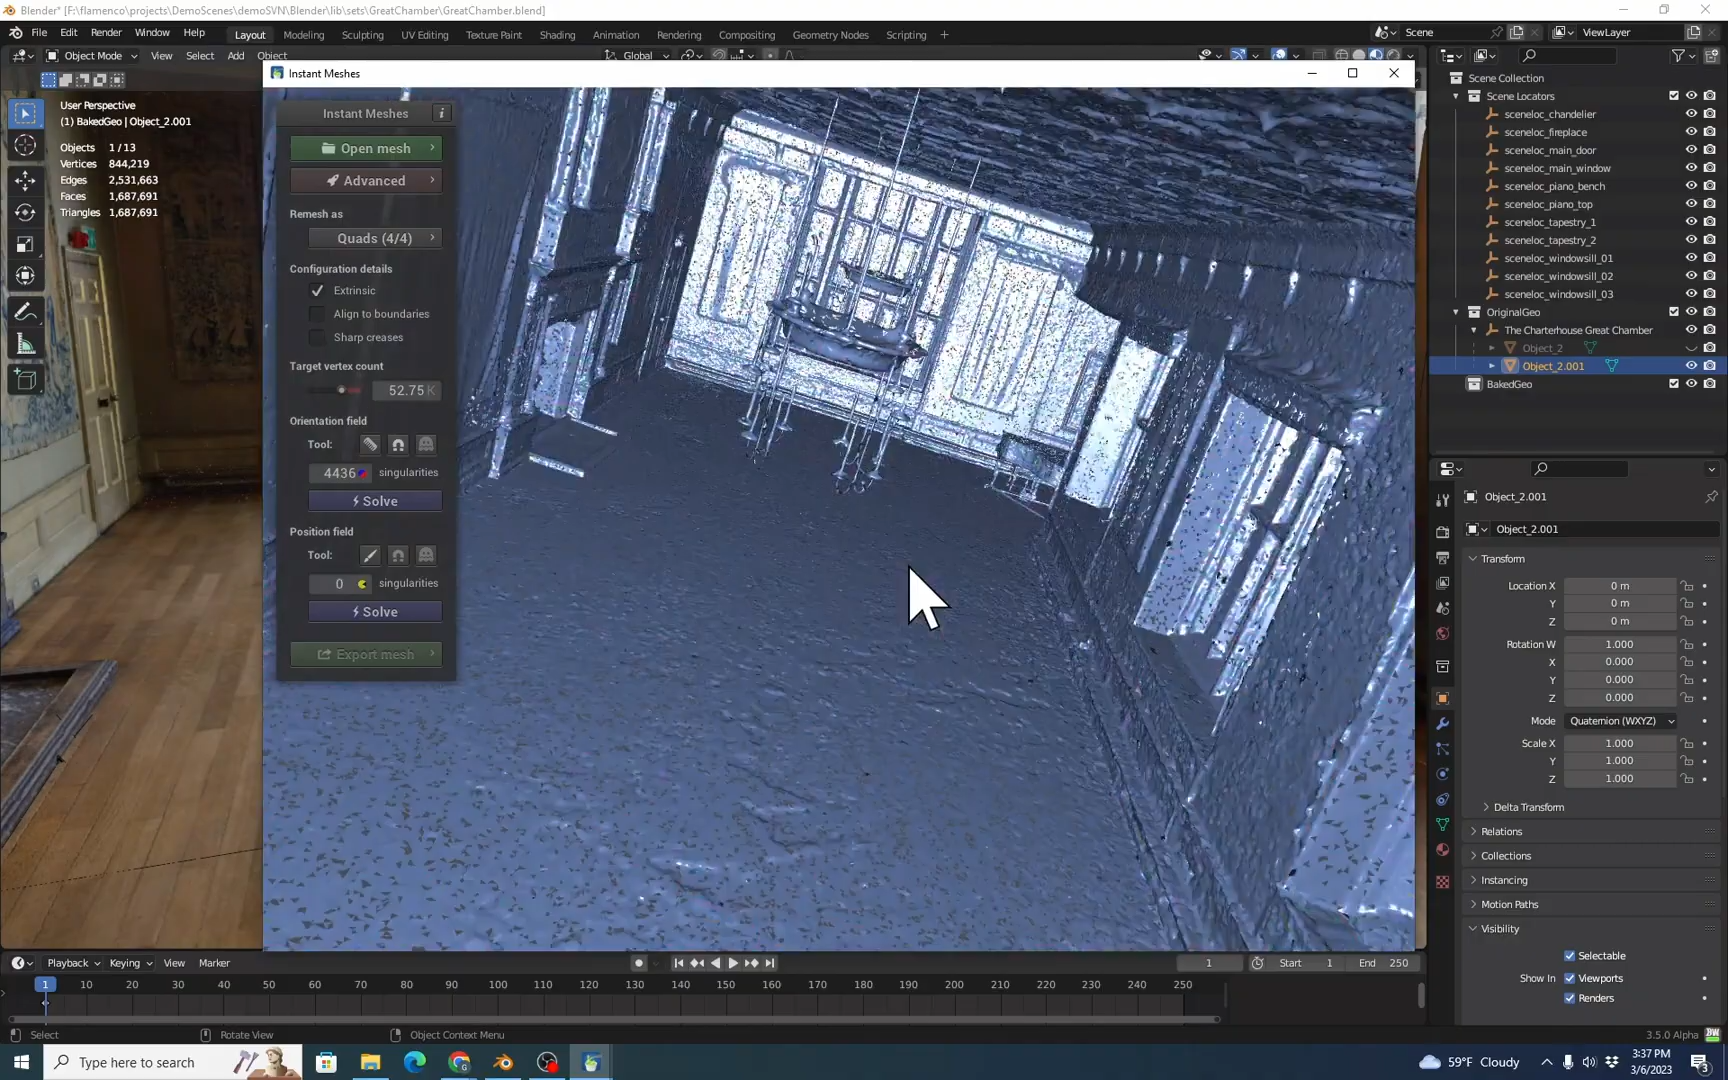 Blender* [F:\flamenco\projects\DemoScenes\demoSVN\Blender\lib\sets\GreatChamber\GreatChamber.blend]
File Edit Render Window Help Layout Modeling Sculpting UV Editing Texture Paint Shading Animation Rendering Compositing Geometry Nodes Scripting + Scene ViewLayer
Object Mode View Select Add Object Global
Instant Meshes
User Perspective
(1) BakedGeo | Object_2.001
Objects 1 / 13
Vertices 844,219
Edges 2,531,663
Faces 1,687,691
Triangles 1,687,691
Instant Meshes i
Open mesh
Advanced
Remesh as
Quads (4/4)
Configuration details
Extrinsic
Align to boundaries
Sharp creases
Target vertex count
52.75 K
Orientation field
Tool:
4436 singularities
Solve
Position field
Tool:
0 singularities
Solve
Export mesh
Scene Collection
Scene Locators
sceneloc_chandelier
sceneloc_fireplace
sceneloc_main_door
sceneloc_main_window
sceneloc_piano_bench
sceneloc_piano_top
sceneloc_tapestry_1
sceneloc_tapestry_2
sceneloc_windowsill_01
sceneloc_windowsill_02
sceneloc_windowsill_03
OriginalGeo
The Charterhouse Great Chamber
Object_2
Object_2.001
BakedGeo
Object_2.001
Object_2.001
Transform
Location X 0 m
Y 0 m
Z 0 m
Rotation W 1.000
X 0.000
Y 0.000
Z 0.000
Mode Quaternion (WXYZ)
Scale X 1.000
Y 1.000
Z 1.000
Delta Transform
Relations
Collections
Instancing
Motion Paths
Visibility
Selectable
Show In Viewports
Renders
Playback Keying View Marker 1 Start 1 End 250
1 10 20 30 40 50 60 70 80 90 100 110 120 130 140 150 160 170 180 190 200 210 220 230 240 250
Select Rotate View Object Context Menu 3.5.0 Alpha
Type here to search 59°F Cloudy 3:37 PM
3/6/2023 3